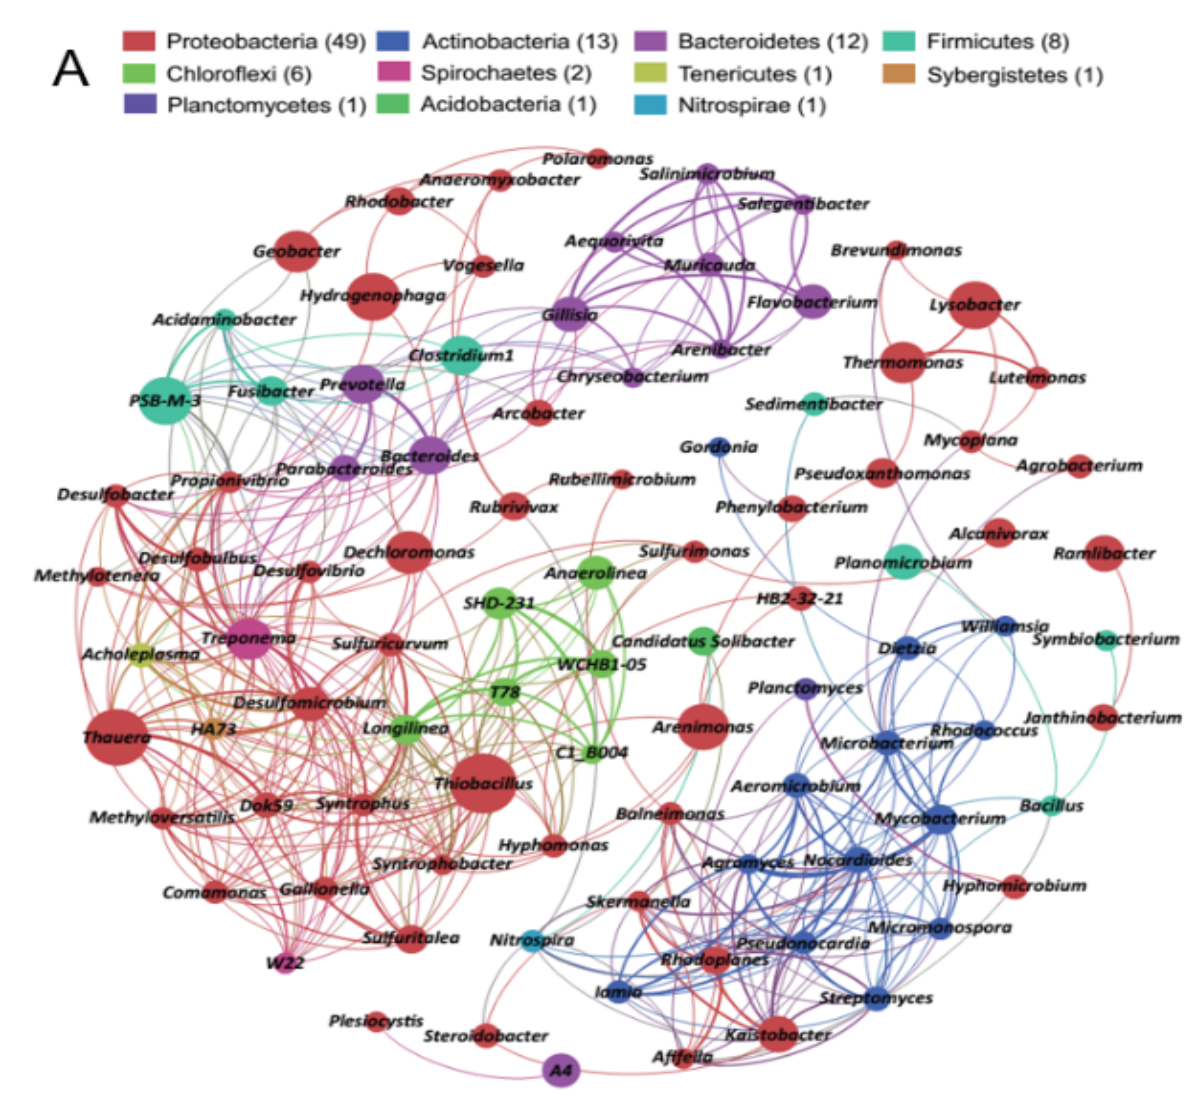 A
Proteobacteria (49) Actinobacteria (13) Bacteroidetes (12) Firmicutes (8)
Chloroflexi (6) Spirochaetes (2) Tenericutes (1) Sybergistetes (1)
Planctomycetes (1) Acidobacteria (1) Nitrospirae (1)
Polaromonas
Salinimicrobium
Anaeromyxobacter
Rhodobacter
Salegentibacter
Aequorivita
Geobacter
Brevundimonas
Vogesella
Muricauda
Hydrogenophaga
Flavobacterium
Lysobacter
Gillisia
Acidaminobacter
Arenibacter
Clostridium1
Thermomonas
Chryseobacterium
Luteimonas
Prevotella
Fusibacter
PSB-M-3
Sedimentibacter
Arcobacter
Mycoplana
Gordonia
Bacteroides
Parabacteroides
Agrobacterium
Pseudoxanthomonas
Propionivibrio
Rubellimicrobium
Desulfobacter
Rubrivivax
Phenylobacterium
Alcanivorax
Dechloromonas
Sulfurimonas
Ramlibacter
Desulfobulbus
Planomicrobium
Desulfovibrio
Anaerolinea
Methylotenera
HB2-32-21
SHD-231
Williamsia
Treponema
Sulfuricurvum
Candidatus Solibacter
Symbiobacterium
Dietzia
Acholeplasma
WCHB1-05
Planctomyces
T78
Desulfomicrobium
Janthinobacterium
HA73
Longilinea
Arenimonas
Rhodococcus
Thauera
Microbacterium
C1_B004
Thiobacillus
Aeromicrobium
Dok59
Syntrophus
Bacillus
Methyloversatilis
Balneimonas
Mycobacterium
Hyphomonas
Syntrophobacter
Agromyces
Nocardioides
Comamonas
Gallionella
Hyphomicrobium
Skermanella
Micromonospora
Sulfuritalea
Nitrospira
Pseudonocardia
W22
Rhodoplanes
Iamia
Streptomyces
Plesiocystis
Steroidobacter
Kaistobacter
Afifella
A4